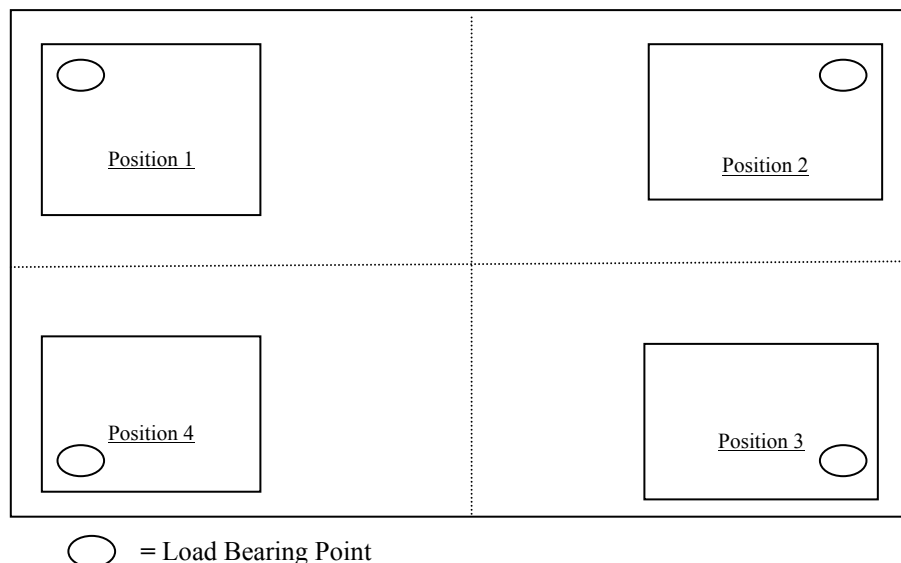 Position 1
Position 2
Position 4
Position 3
= Load Bearing Point